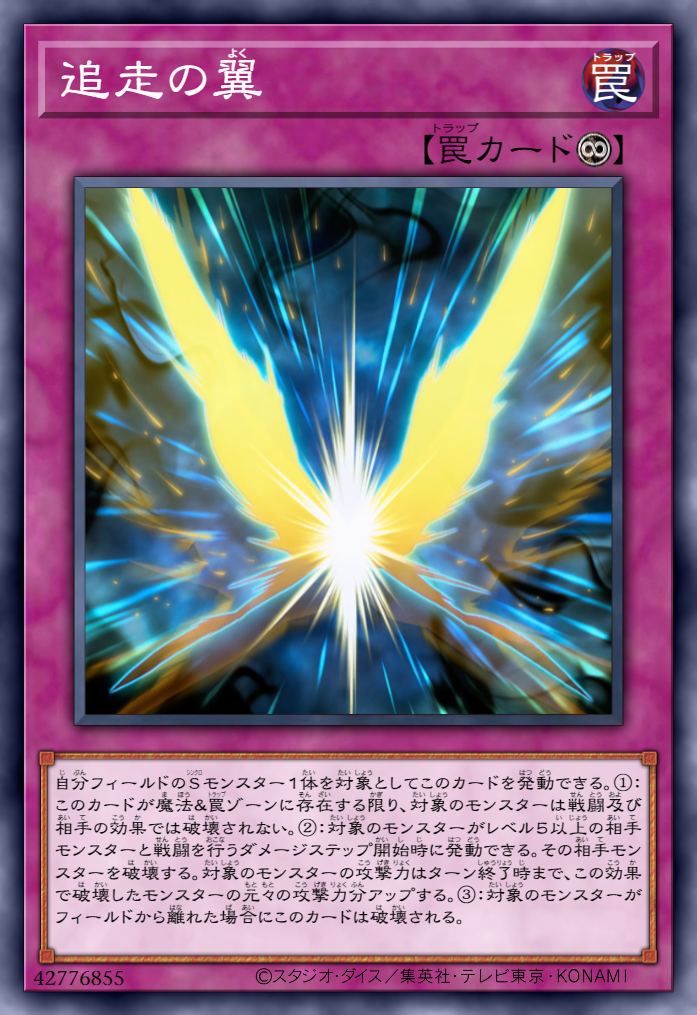 追走の翼
罠
【罠カード】
自分フィールドのSモンスター1体を対象としてこのカードを発動できる。①:
このカードが魔法&罠ゾーンに存在する限り、対象のモンスターは戦闘及び
相手の効果では破壊されない。②:対象のモンスターがレベル5以上の相手
モンスターと戦闘を行うダメージステップ開始時に発動できる。その相手モン
スターを破壊する。対象のモンスターの攻撃力はターン終了時まで、この効果
で破壊したモンスターの元々の攻撃力分アップする。③:対象のモンスターが
フィールドから離れた場合にこのカードは破壊される。
42776855
©スタジオ・ダイス/集英社・テレビ東京・KONAMI